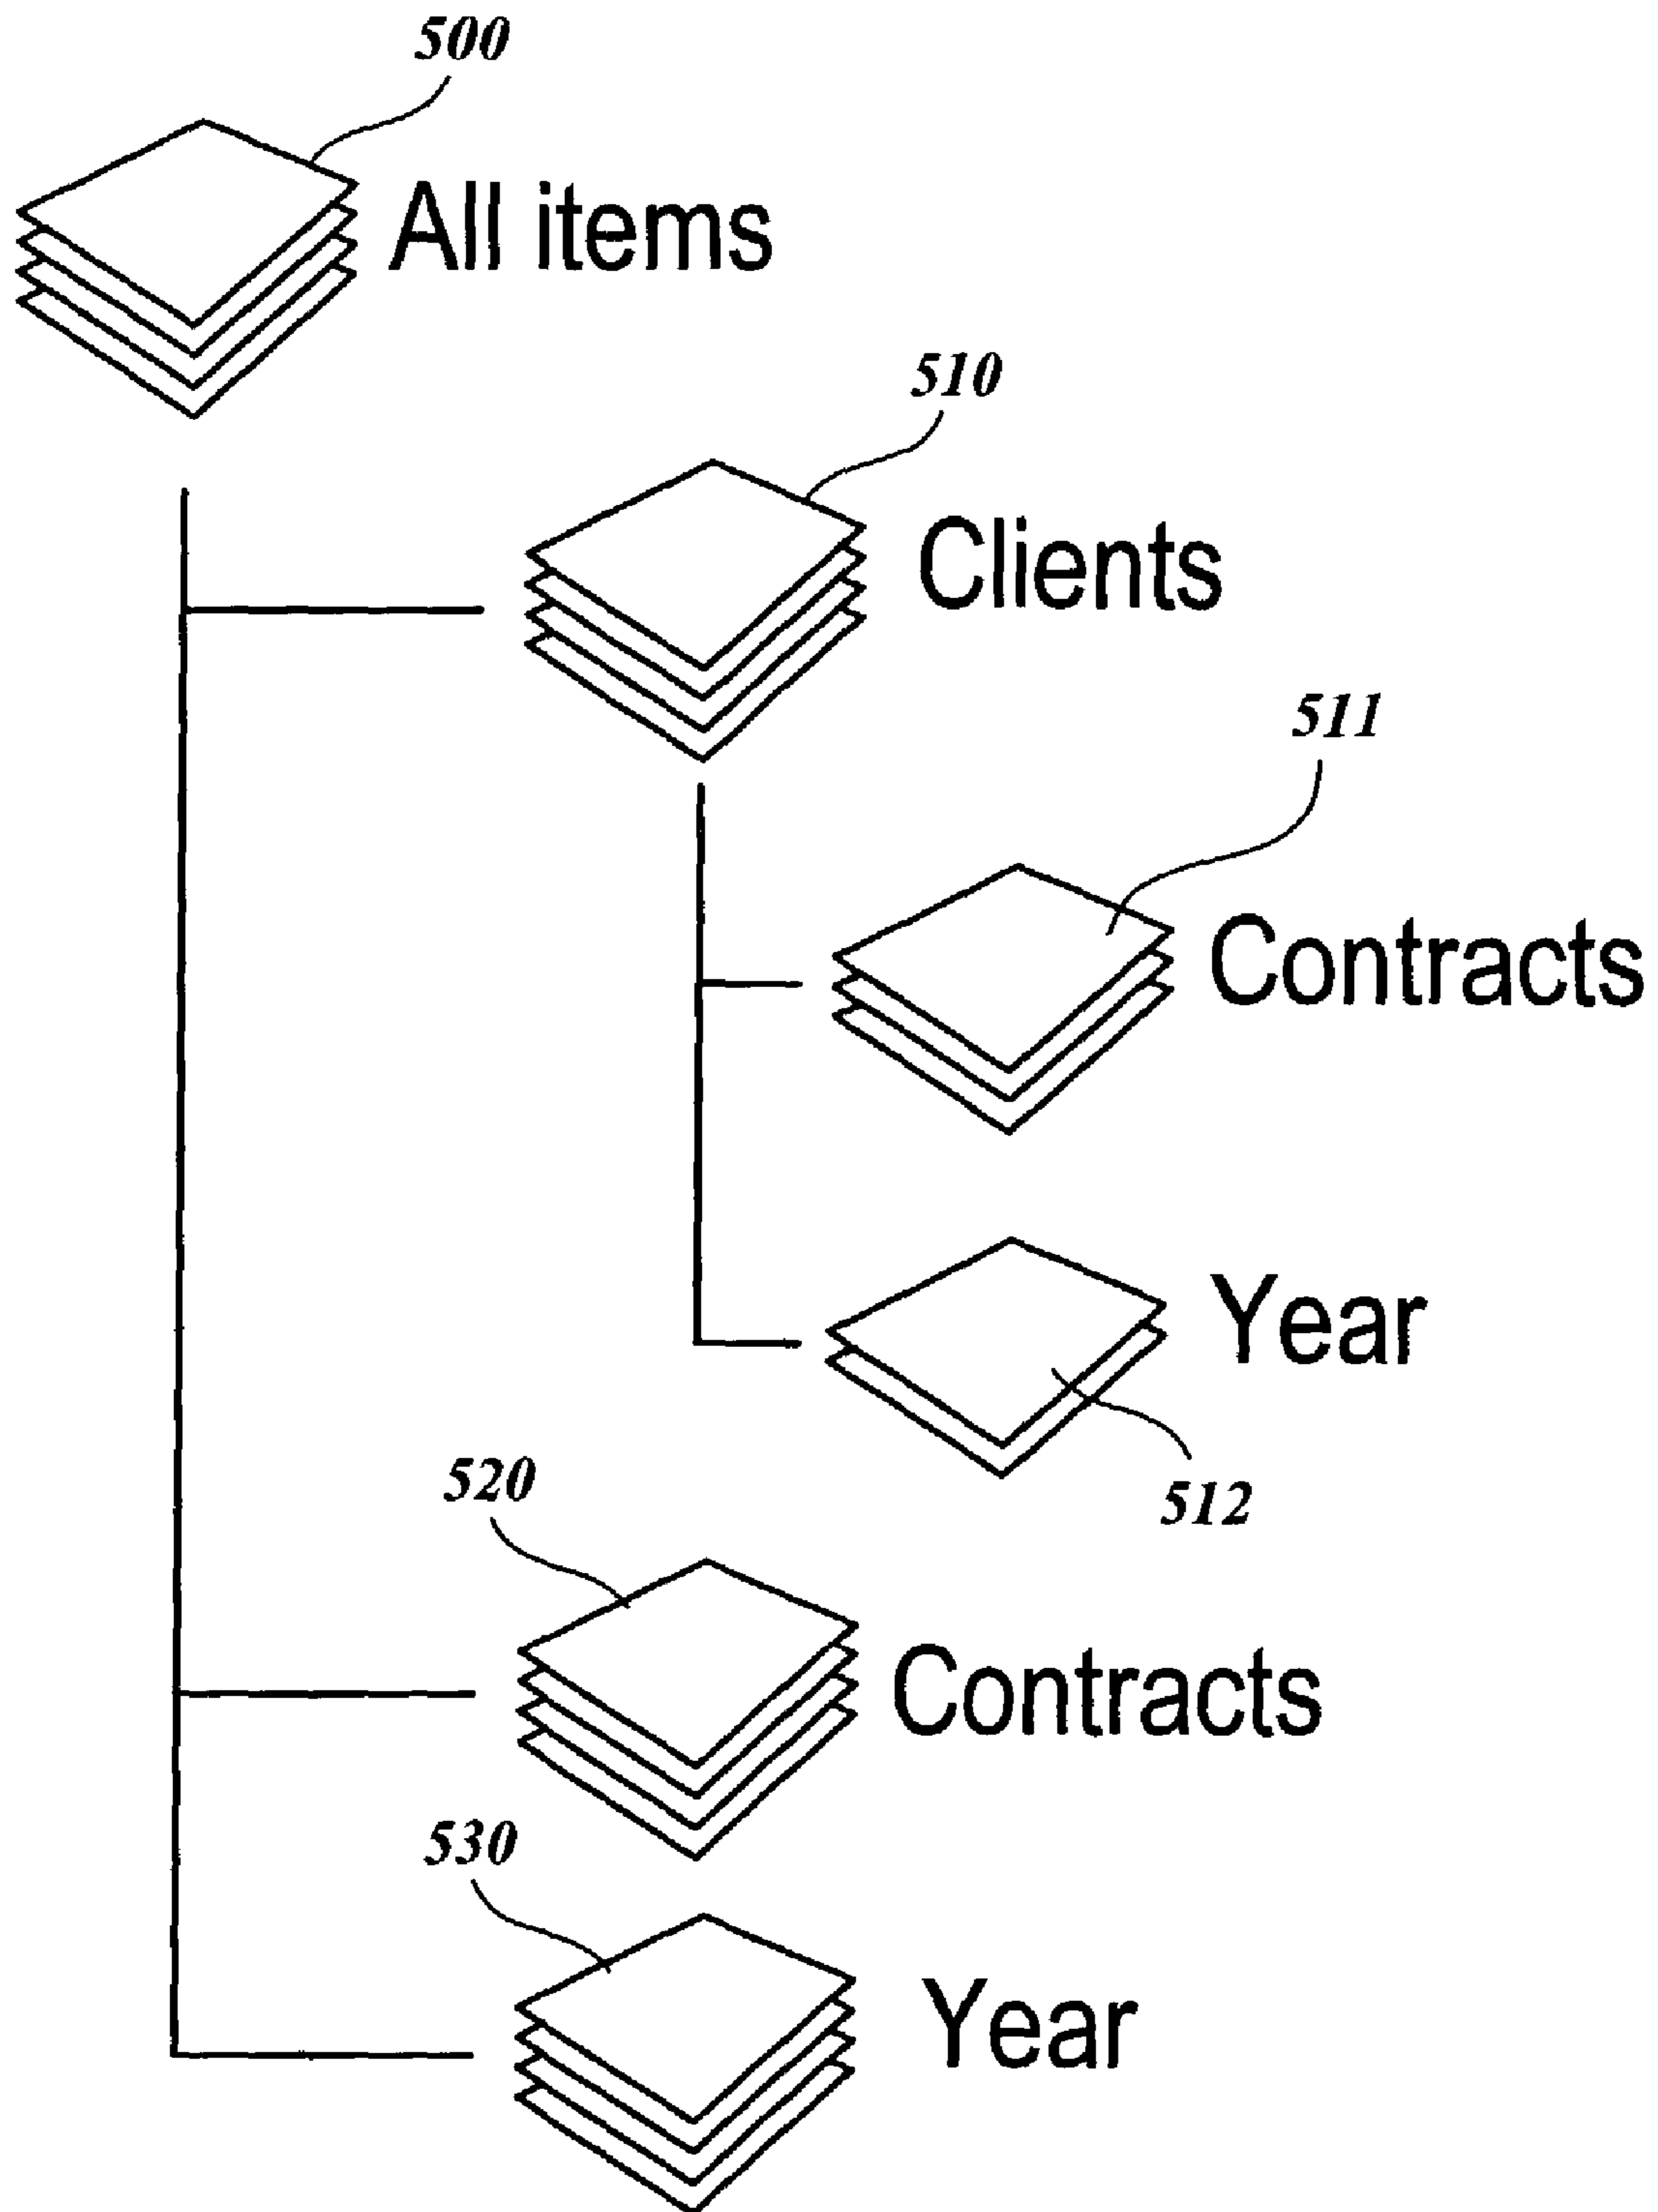 500
All items
510
Clients
511
Contracts
Year
512
520
Contracts
530
Year